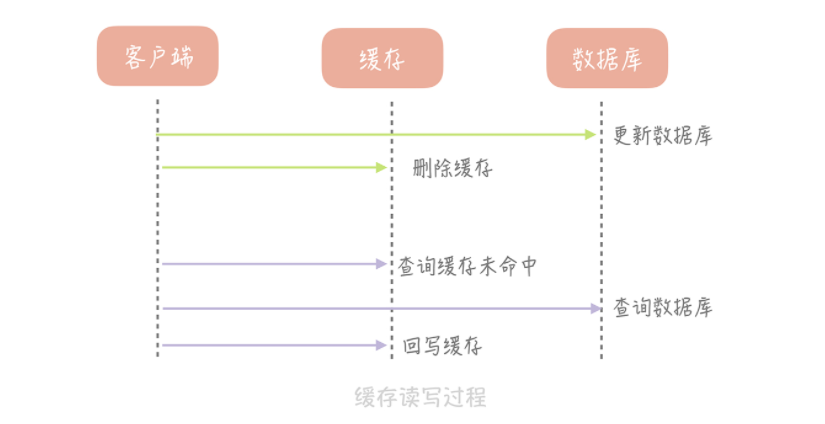 客户端
缓存
数据库
更新数据库
删除缓存
查询缓存未命中
查询数据库
回写缓存
缓存读写过程